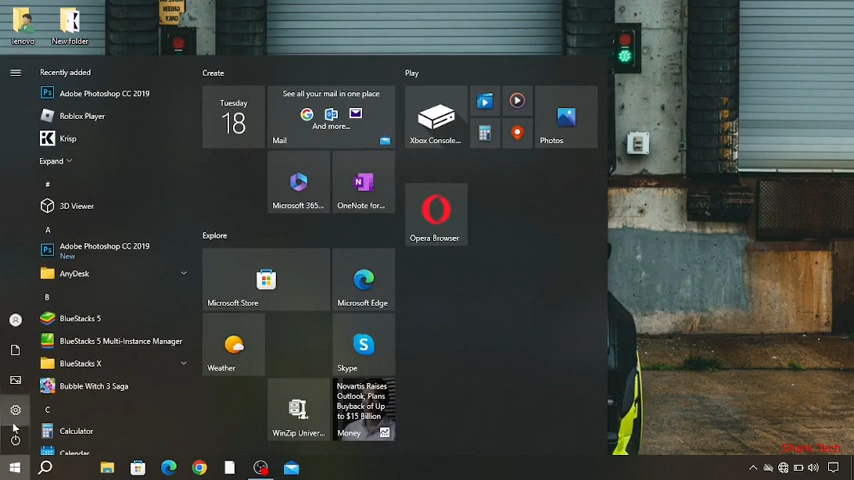 ONLY
lenovo
New folder
Recently added
Adobe Photoshop CC 2019
Roblox Player
Krisp
Expand
#
3D Viewer
A
Adobe Photoshop CC 2019
New
AnyDesk
B
BlueStacks 5
BlueStacks 5 Multi-Instance Manager
BlueStacks X
Bubble Witch 3 Saga
C
Calculator
Calendar
Create
Tuesday
18
See all your mail in one place
And more...
Mail
Microsoft 365...
OneNote for...
Explore
Microsoft Store
Microsoft Edge
Weather
Skype
WinZip Univer...
Novartis Raises
Outlook, Plans
Buyback of Up
to $15 Billion
Money
Play
Xbox Console...
Photos
Opera Browser